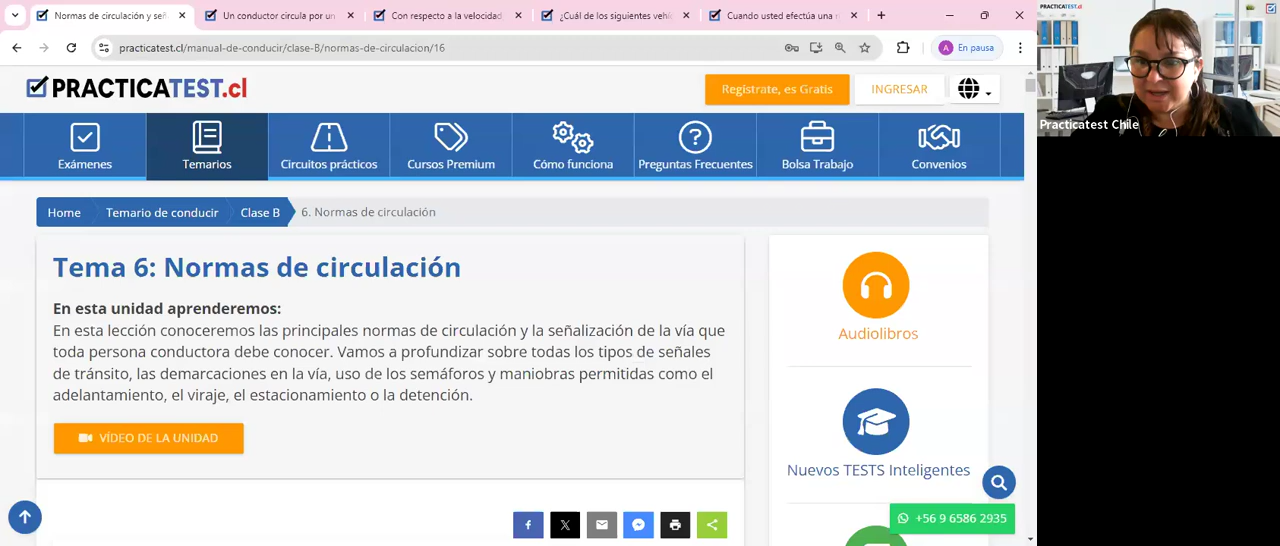 Normas de circulación y señ
Un conductor circula por un
Con respecto a la velocidad
¿Cuál de los siguientes vehí
Cuando usted efectúa una
practicatest.cl/manual-de-conducir/clase-B/normas-de-circulacion/16
A
En pausa
PRACTICATEST.cl
Regístrate, es Gratis
INGRESAR
Exámenes
Temarios
Circuitos prácticos
Cursos Premium
Cómo funciona
Preguntas Frecuentes
Bolsa Trabajo
Convenios
Home
Temario de conducir
Clase B
6. Normas de circulación
Tema 6: Normas de circulación
En esta unidad aprenderemos:
En esta lección conoceremos las principales normas de circulación y la señalización de la vía que
toda persona conductora debe conocer. Vamos a profundizar sobre todas los tipos de señales
de tránsito, las demarcaciones en la vía, uso de los semáforos y maniobras permitidas como el
adelantamiento, el viraje, el estacionamiento o la detención.
VÍDEO DE LA UNIDAD
Audiolibros
Nuevos TESTS Inteligentes
+56 9 6586 2935
PRACTICATEST.cl
Practicatest Chile